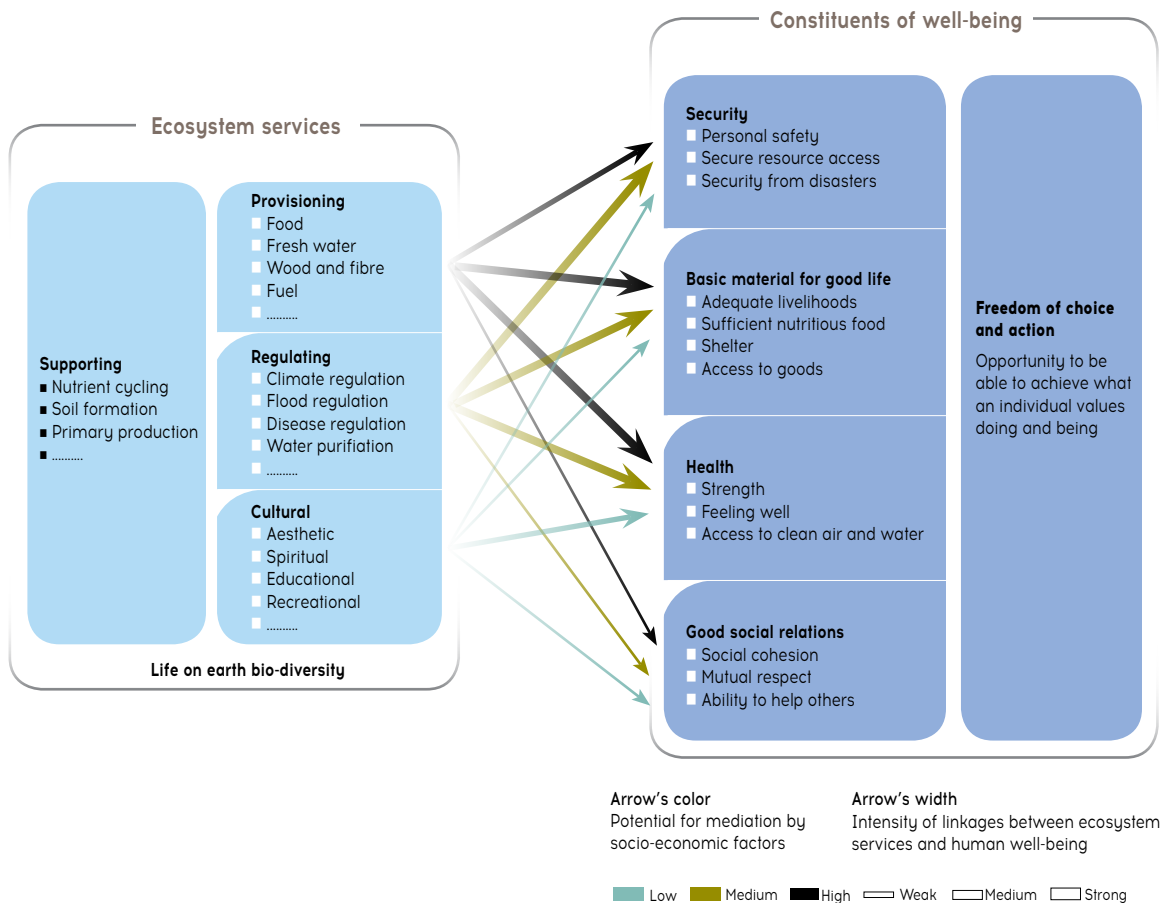 Constituents of well-being
Ecosystem services
Supporting
Nutrient cycling
Soil formation
Primary production
..........
Provisioning
Food
Fresh water
Wood and fibre
Fuel
..........
Regulating
Climate regulation
Flood regulation
Disease regulation
Water purifiation
..........
Cultural
Aesthetic
Spiritual
Educational
Recreational
..........
Life on earth bio-diversity
Security
Personal safety
Secure resource access
Security from disasters
Basic material for good life
Adequate livelihoods
Sufficient nutritious food
Shelter
Access to goods
Health
Strength
Feeling well
Access to clean air and water
Good social relations
Social cohesion
Mutual respect
Ability to help others
Freedom of choice
and action
Opportunity to be
able to achieve what
an individual values
doing and being
Arrow's color
Potential for mediation by
socio-economic factors
Low Medium High
Arrow's width
Intensity of linkages between ecosystem
services and human well-being
Weak Medium Strong